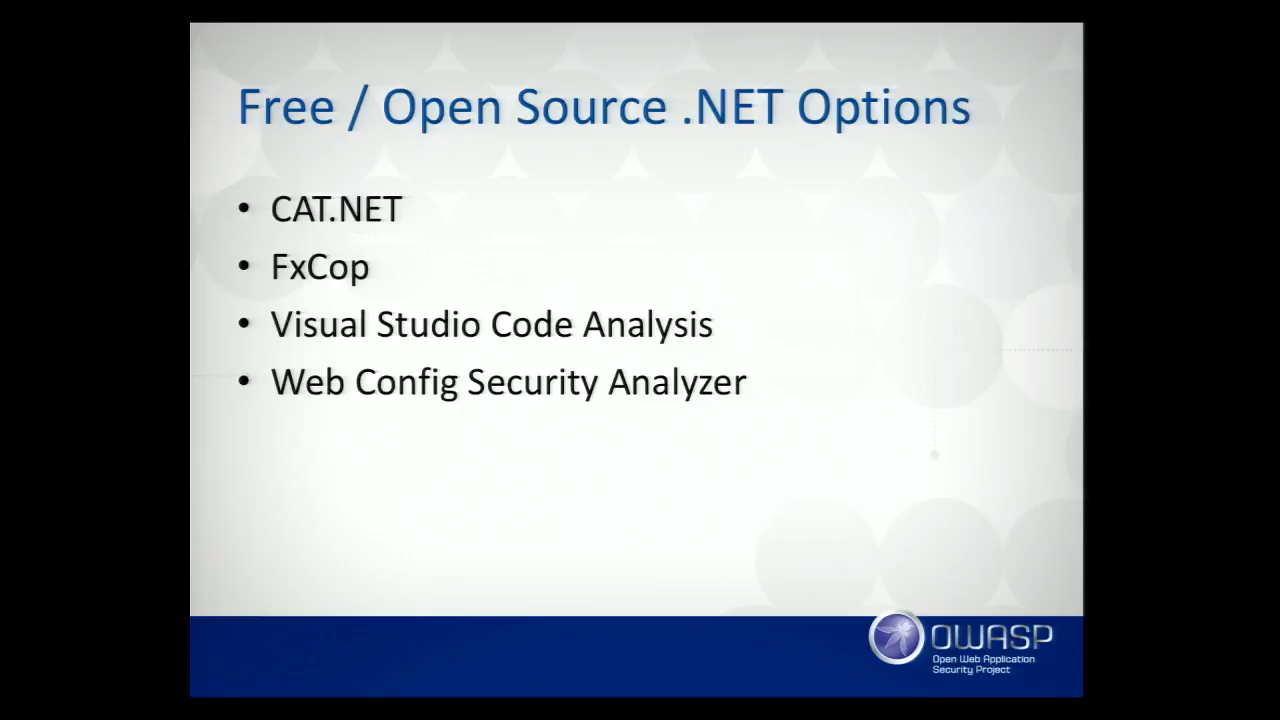 Free / Open Source .NET Options
• CAT.NET
• FxCop
• Visual Studio Code Analysis
• Web Config Security Analyzer
OWASP
Open Web Application
Security Project